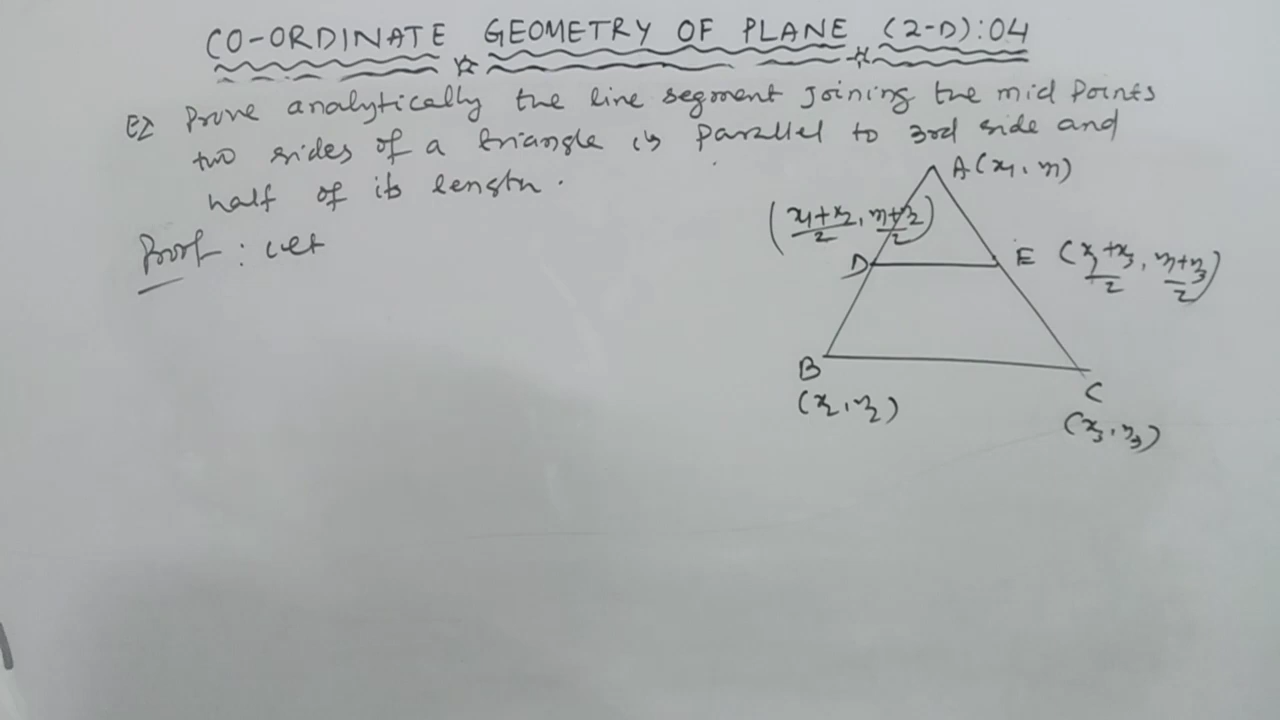 CO-ORDINATE GEOMETRY OF PLANE (2-D):04
Ex Prove analytically the line segment joining the mid points
two sides of a triangle is parallel to 3rd side and
half of its length.
Proof : Let
A (x1, y1)
(x1+x2/2, y1+y2/2)
D
E (x1+x3/2, y1+y3/2)
B
(x2, y2)
C
(x3, y3)